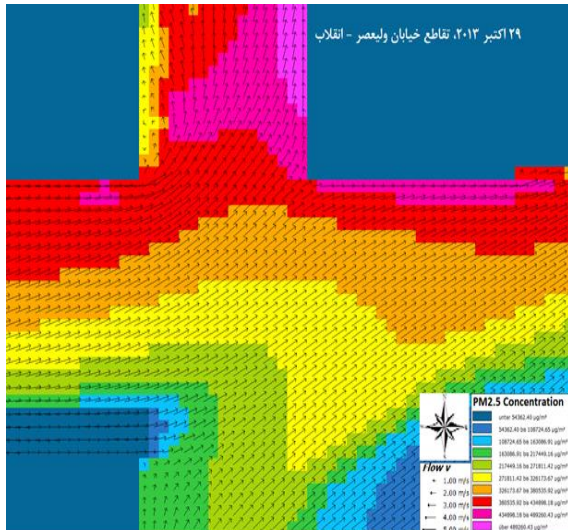 ۲۹ اکتبر ۲۰۱۳، تقاطع خیابان ولیعصر - انقلاب
PM2.5 Concentration
unter 54362.40 µg/m³
54362.40 bis 108724.65 µg/m³
108724.65 bis 163086.91 µg/m³
163086.91 bis 217449.16 µg/m³
217449.16 bis 271811.42 µg/m³
271811.42 bis 326173.67 µg/m³
326173.67 bis 380535.92 µg/m³
380535.92 bis 434898.18 µg/m³
434898.18 bis 489260.43 µg/m³
über 489260.43 µg/m³
Flow v
1.00 m/s
2.00 m/s
3.00 m/s
4.00 m/s
5.00 m/s